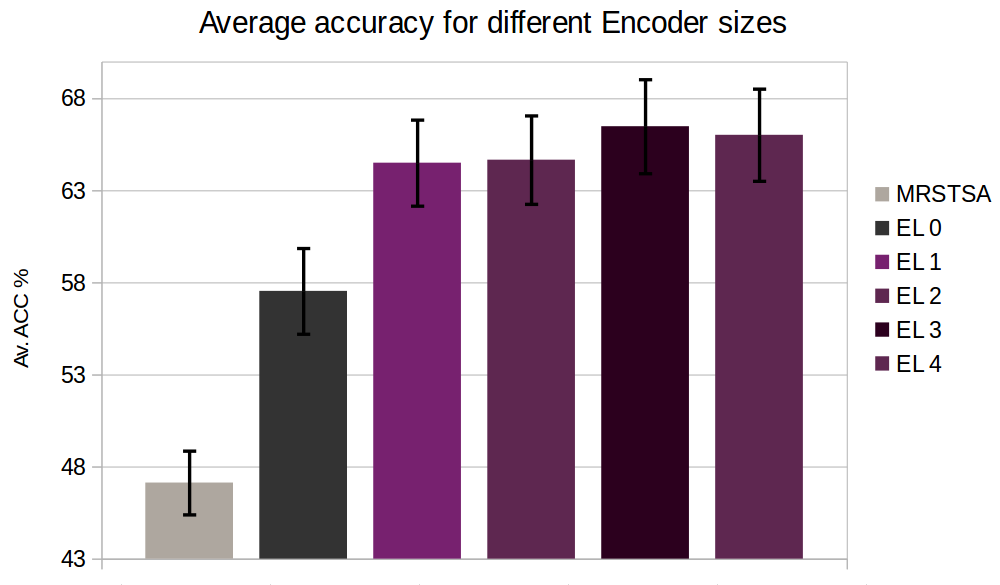 Average accuracy for different Encoder sizes
68
63
58
53
48
43
Av. ACC %
MRSTSA
EL 0
EL 1
EL 2
EL 3
EL 4